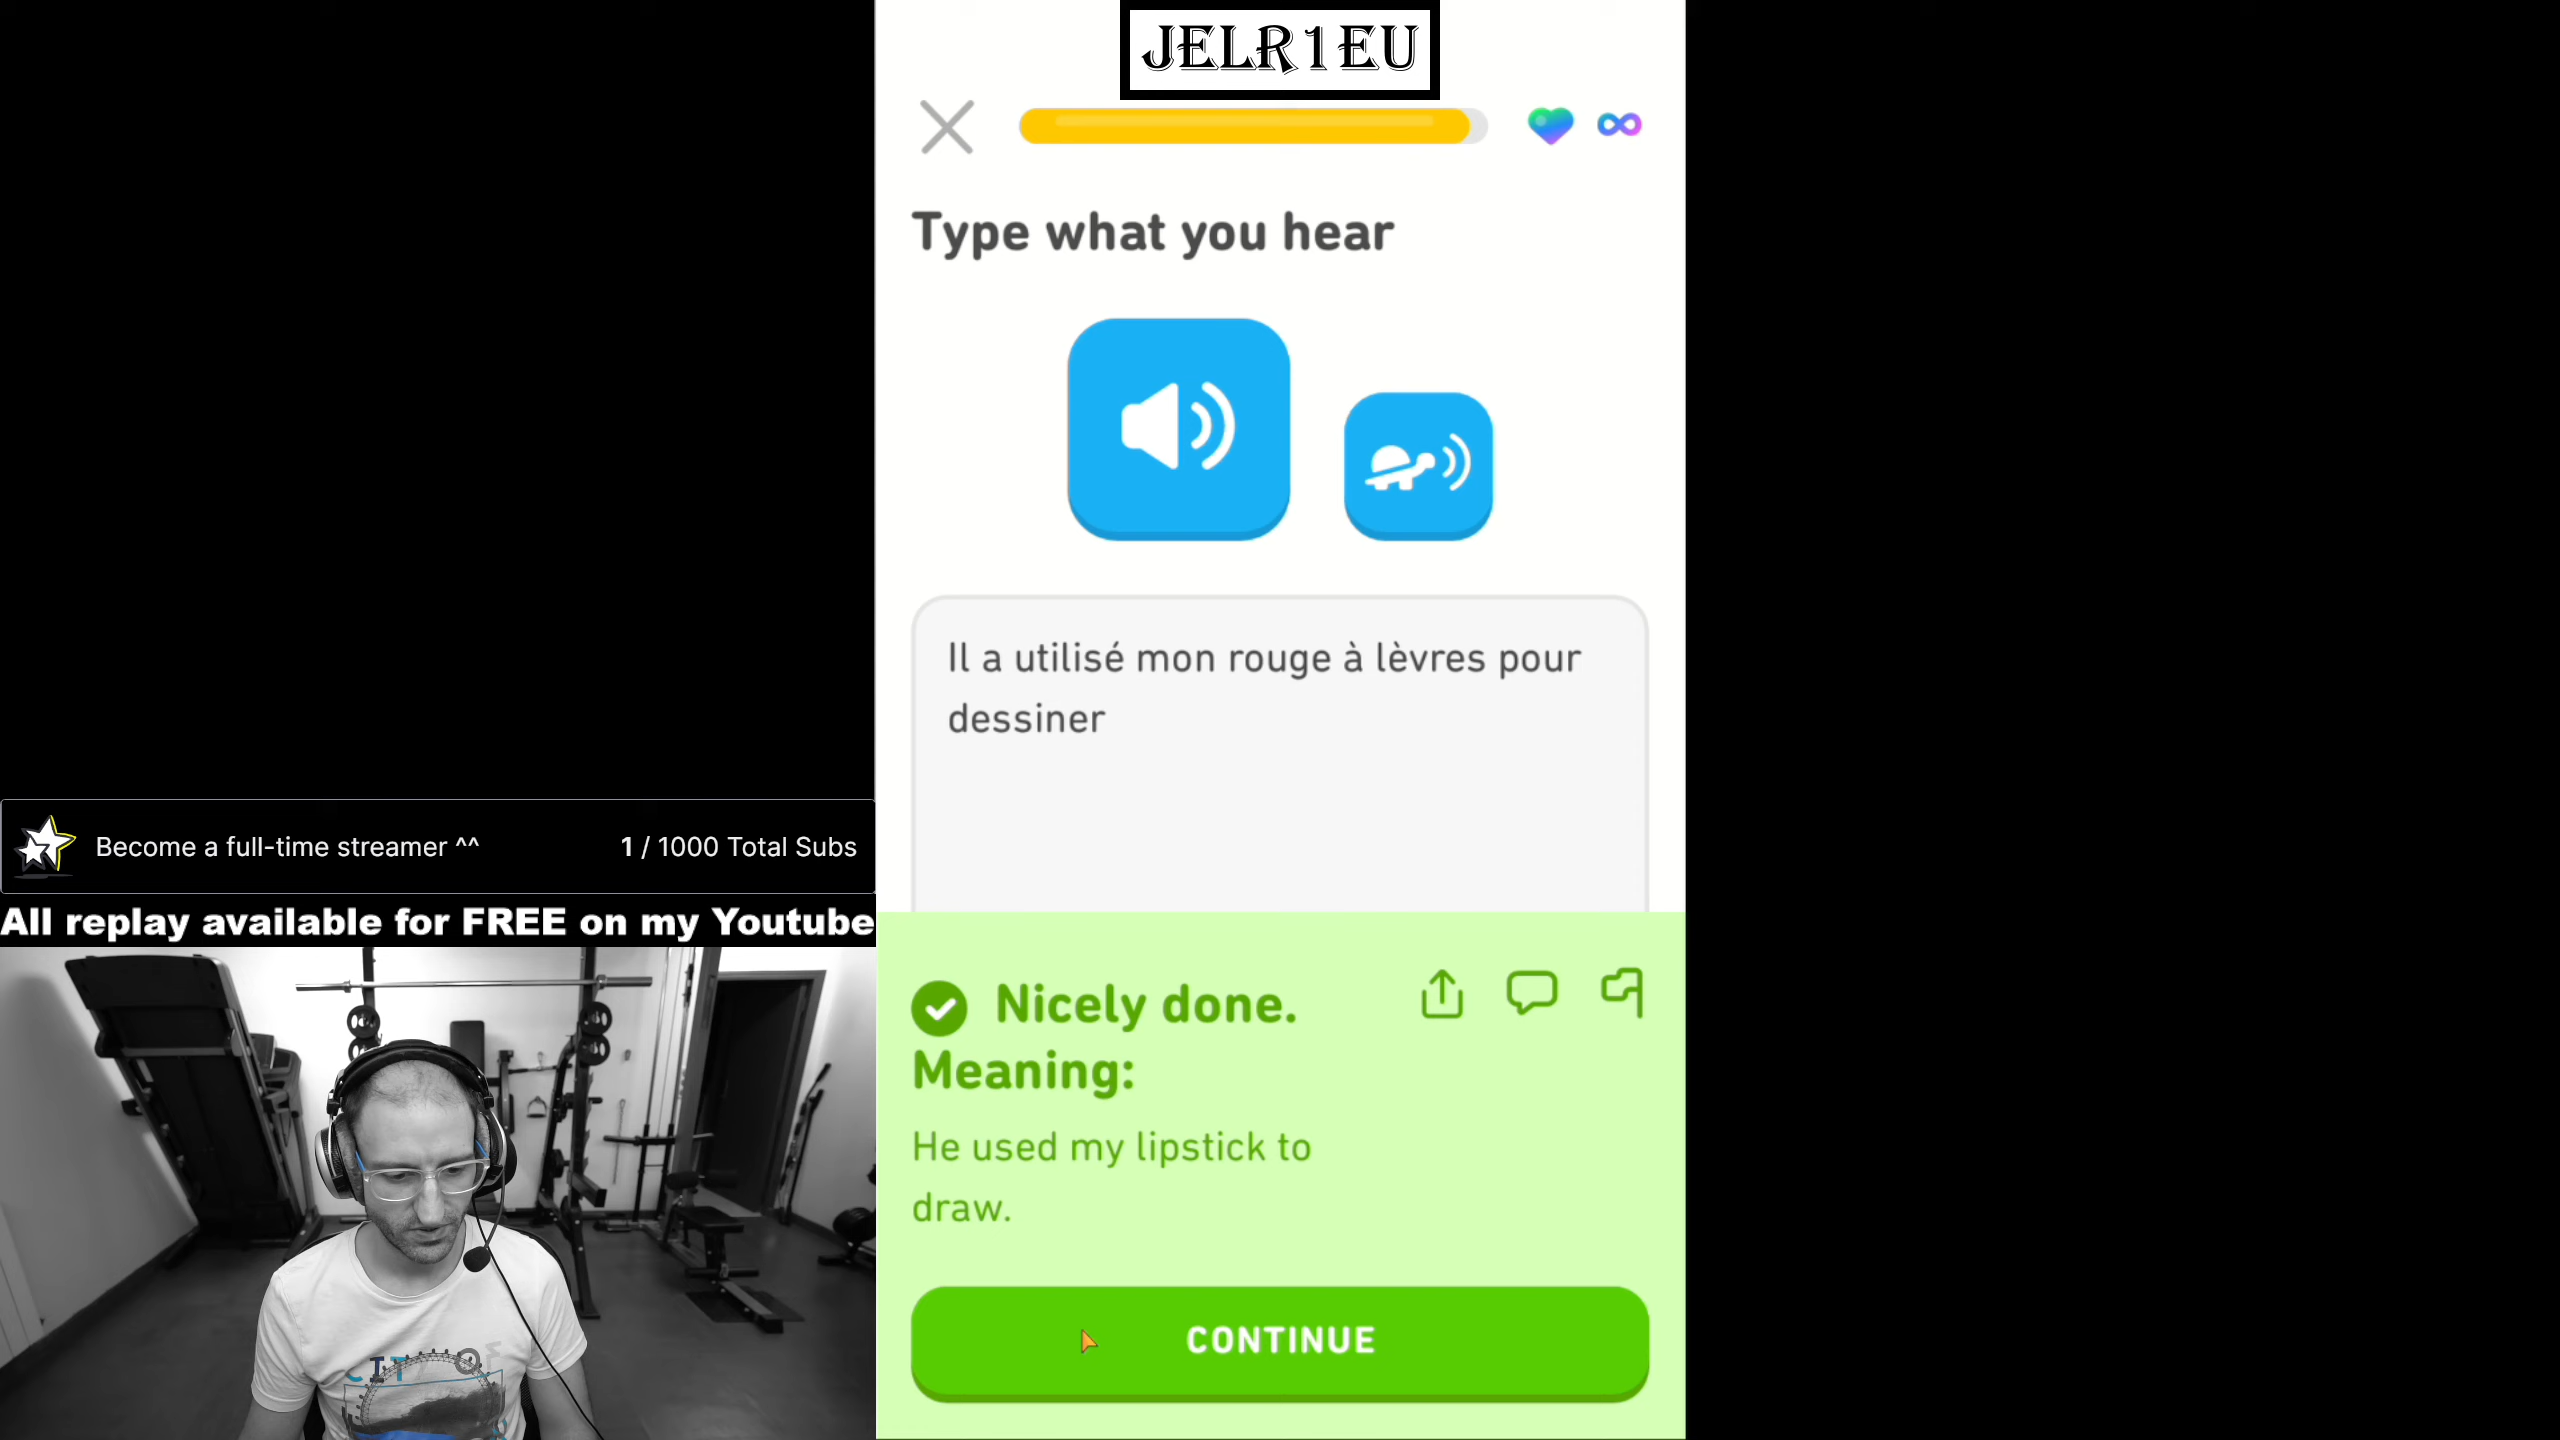 JELR1EU
Type what you hear
Il a utilisé mon rouge à lèvres pour
dessiner
Become a full-time streamer ^^ 1 / 1000 Total Subs
All replay available for FREE on my Youtube
Nicely done.
Meaning:
He used my lipstick to
draw.
CONTINUE
CIT